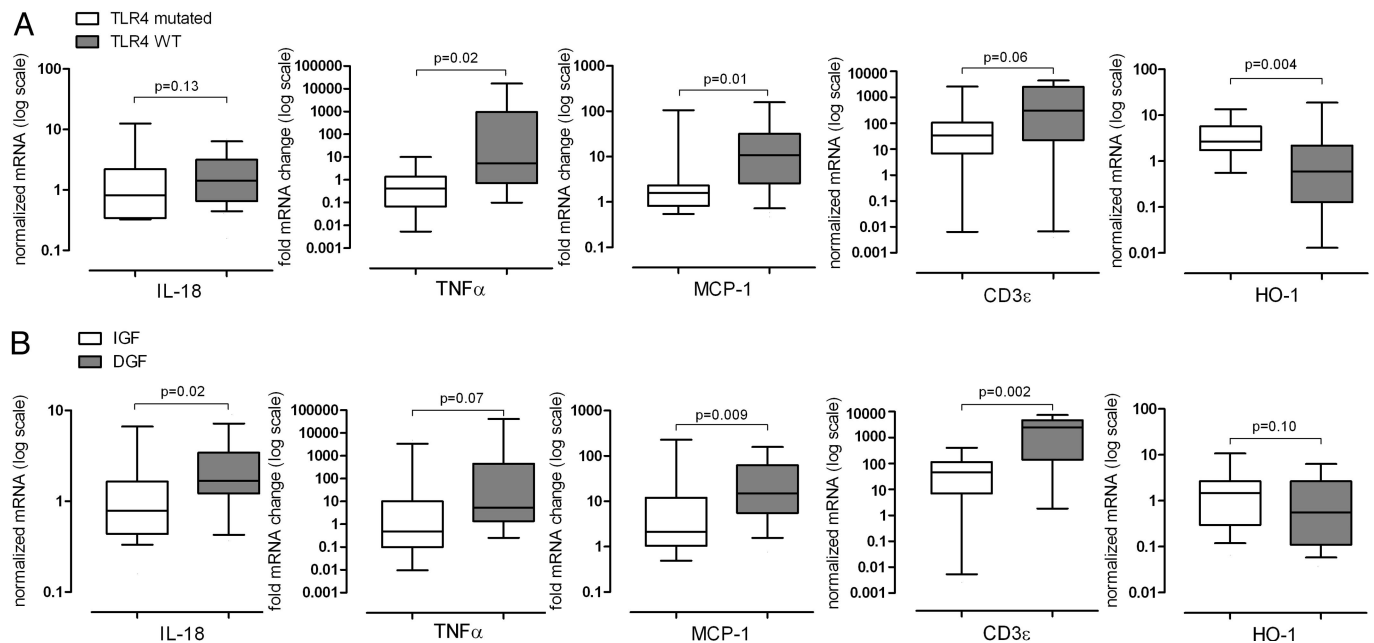 A
TLR4 mutated
TLR4 WT
normalized mRNA (log scale)
100
10
1
0.1
p=0.13
IL-18
fold mRNA change (log scale)
100000
10000
1000
100
10
1
0.1
0.01
0.001
p=0.02
TNFα
fold mRNA change (log scale)
1000
100
10
1
0.1
p=0.01
MCP-1
normalized mRNA (log scale)
10000
1000
100
10
1
0.1
0.01
0.001
p=0.06
CD3ε
normalized mRNA (log scale)
100
10
1
0.1
0.01
p=0.004
HO-1
B
IGF
DGF
normalized mRNA (log scale)
10
1
0.1
p=0.02
IL-18
fold mRNA change (log scale)
100000
10000
1000
100
10
1
0.1
0.01
0.001
p=0.07
TNFα
fold mRNA change (log scale)
1000
100
10
1
0.1
p=0.009
MCP-1
normalized mRNA (log scale)
10000
1000
100
10
1
0.1
0.01
0.001
p=0.002
CD3ε
normalized mRNA (log scale)
100
10
1
0.1
0.01
p=0.10
HO-1